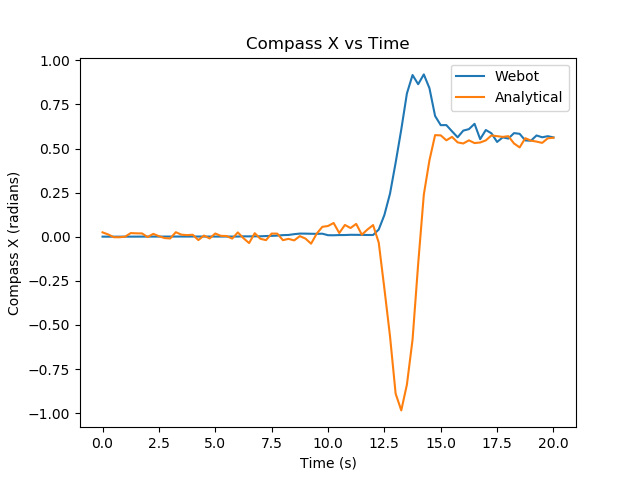 Compass X vs Time
Webot
Analytical
1.00
0.75
0.50
0.25
0.00
−0.25
−0.50
−0.75
−1.00
Compass X (radians)
0.0 2.5 5.0 7.5 10.0 12.5 15.0 17.5 20.0
Time (s)